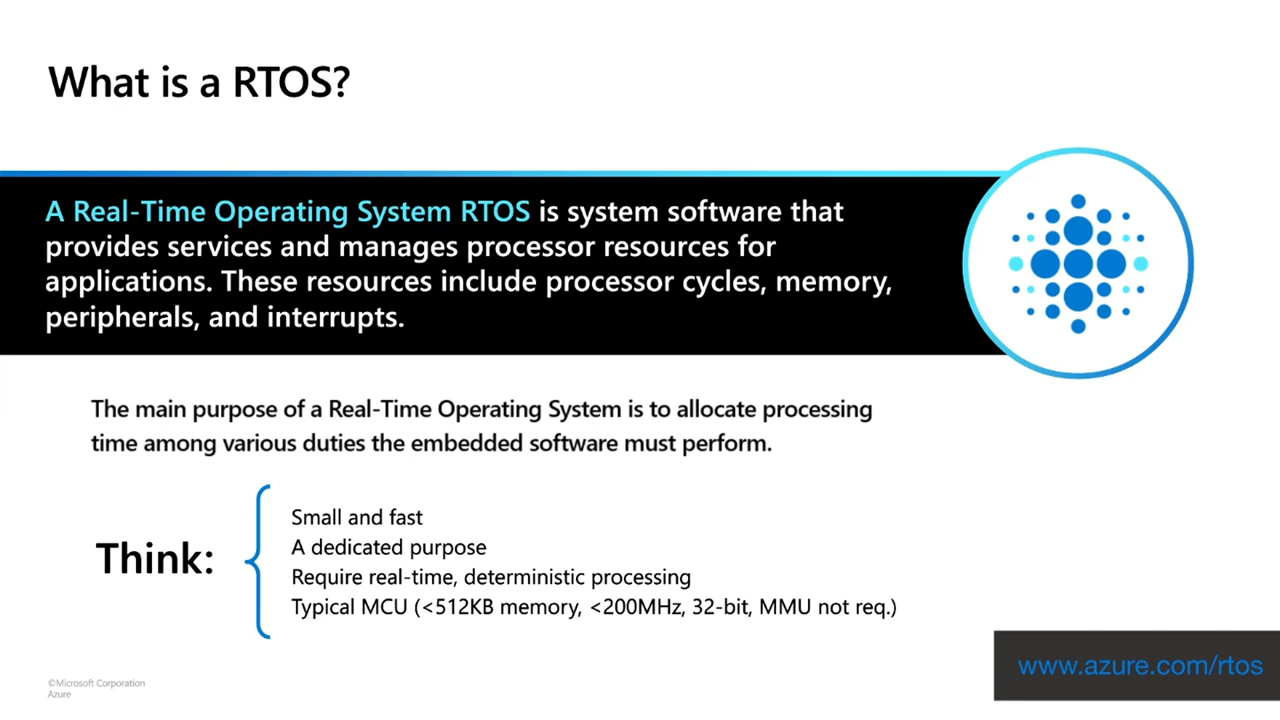 What is a RTOS?
A Real-Time Operating System RTOS is system software that
provides services and manages processor resources for
applications. These resources include processor cycles, memory,
peripherals, and interrupts.
The main purpose of a Real-Time Operating System is to allocate processing
time among various duties the embedded software must perform.
Think:
Small and fast
A dedicated purpose
Require real-time, deterministic processing
Typical MCU (<512KB memory, <200MHz, 32-bit, MMU not req.)
©Microsoft Corporation
Azure
www.azure.com/rtos